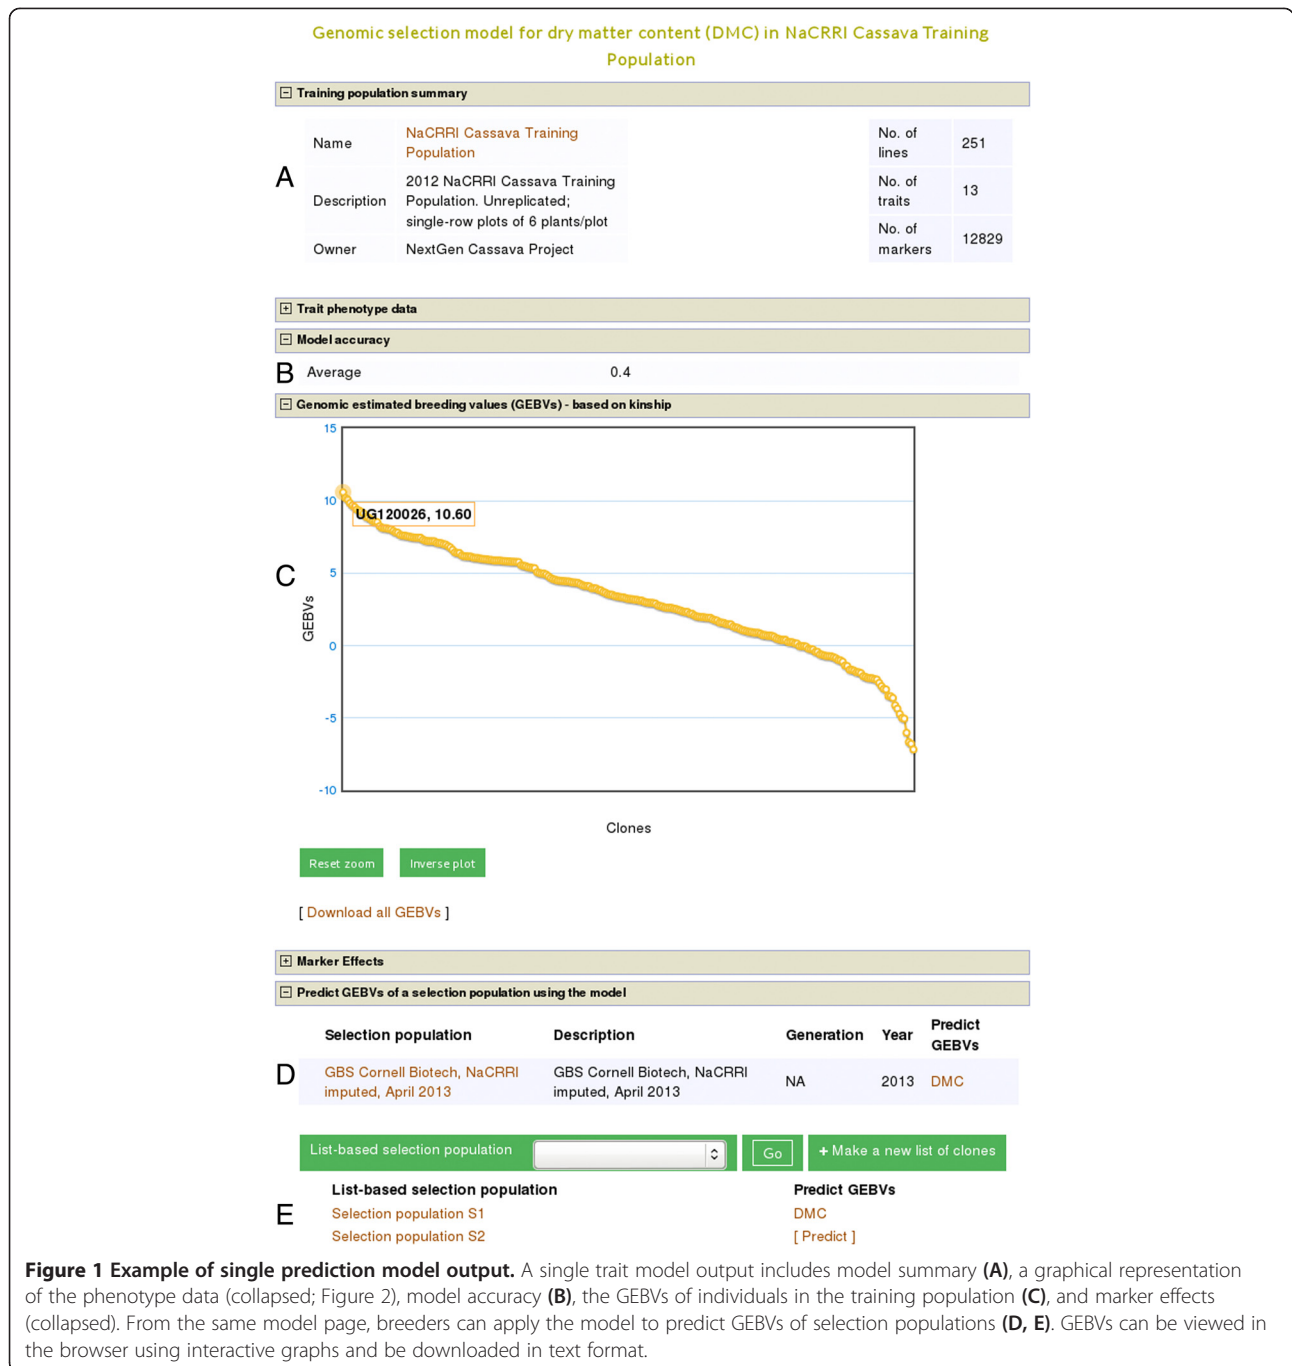 Genomic selection model for dry matter content (DMC) in NaCRRI Cassava Training
Population
Training population summary
A
Name
NaCRRI Cassava Training
Population
Description
2012 NaCRRI Cassava Training
Population. Unreplicated;
single-row plots of 6 plants/plot
Owner
NextGen Cassava Project
No. of
lines
251
No. of
traits
13
No. of
markers
12829
Trait phenotype data
Model accuracy
B Average 0.4
Genomic estimated breeding values (GEBVs) - based on kinship
C
GEBVs
15
10
5
0
-5
-10
UG120026, 10.60
Clones
Reset zoom Inverse plot
[ Download all GEBVs ]
Marker Effects
Predict GEBVs of a selection population using the model
D
Selection population Description Generation Year Predict
GEBVs
GBS Cornell Biotech, NaCRRI
imputed, April 2013
GBS Cornell Biotech, NaCRRI
imputed, April 2013
NA 2013 DMC
List-based selection population Go + Make a new list of clones
E
List-based selection population Predict GEBVs
Selection population S1 DMC
Selection population S2 [ Predict ]
Figure 1 Example of single prediction model output. A single trait model output includes model summary (A), a graphical representation
of the phenotype data (collapsed; Figure 2), model accuracy (B), the GEBVs of individuals in the training population (C), and marker effects
(collapsed). From the same model page, breeders can apply the model to predict GEBVs of selection populations (D, E). GEBVs can be viewed in
the browser using interactive graphs and be downloaded in text format.